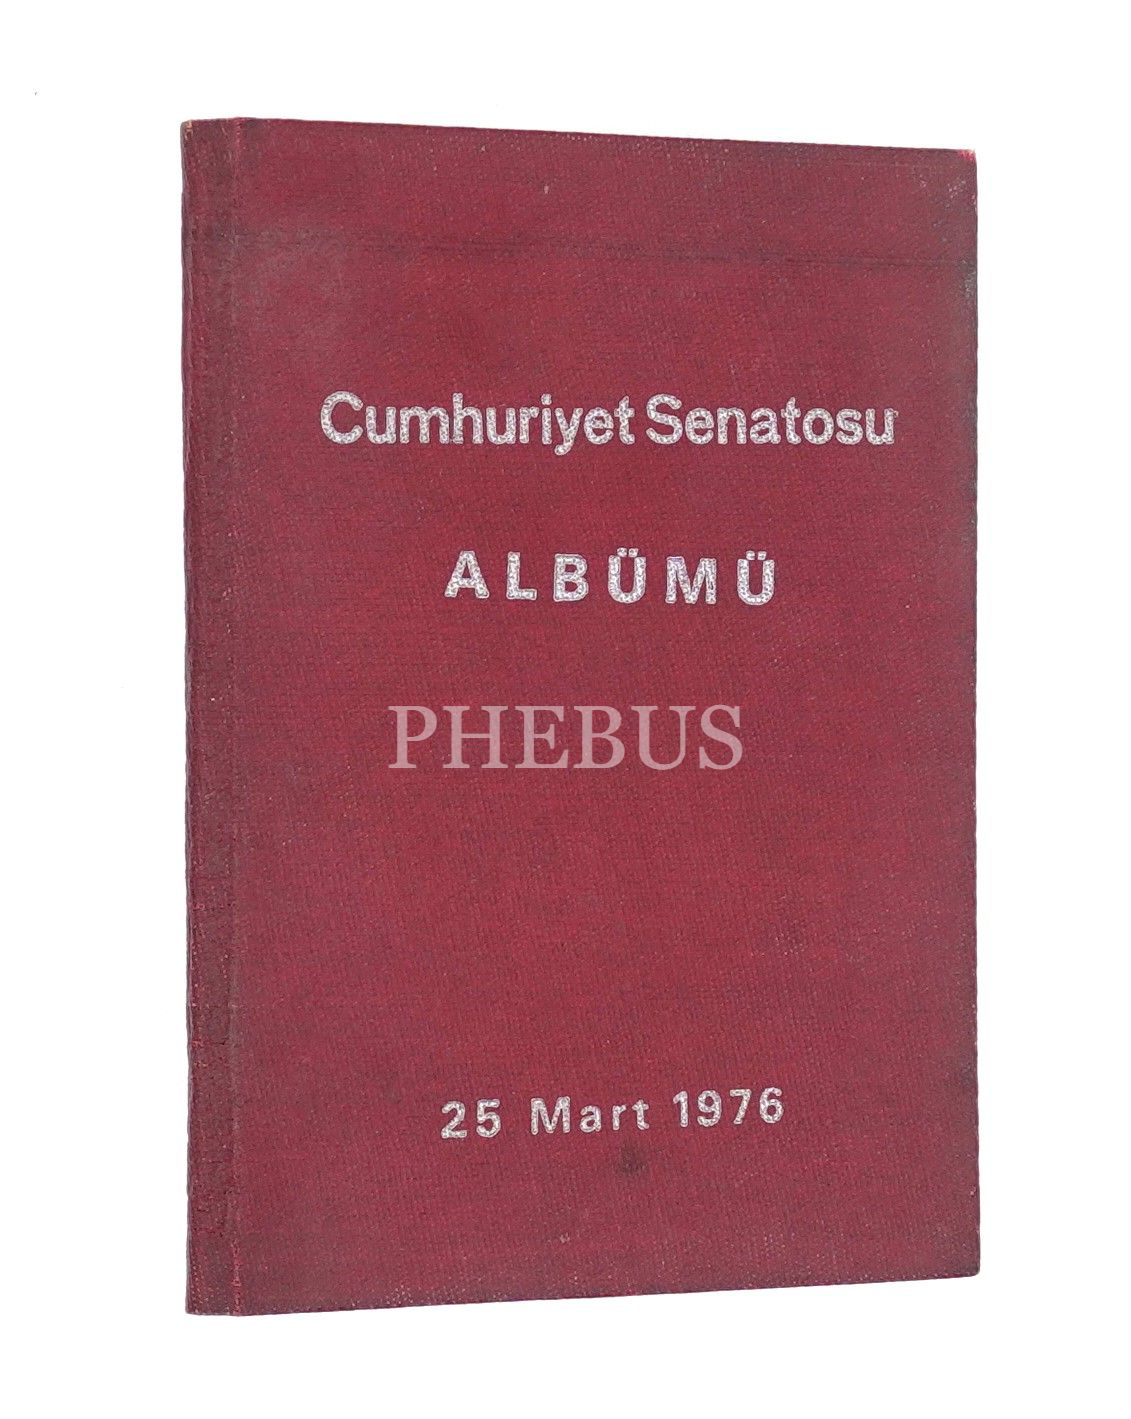 Cumhuriyet Senatosu
ALBÜMÜ
PHEBUS
25 Mart 1976